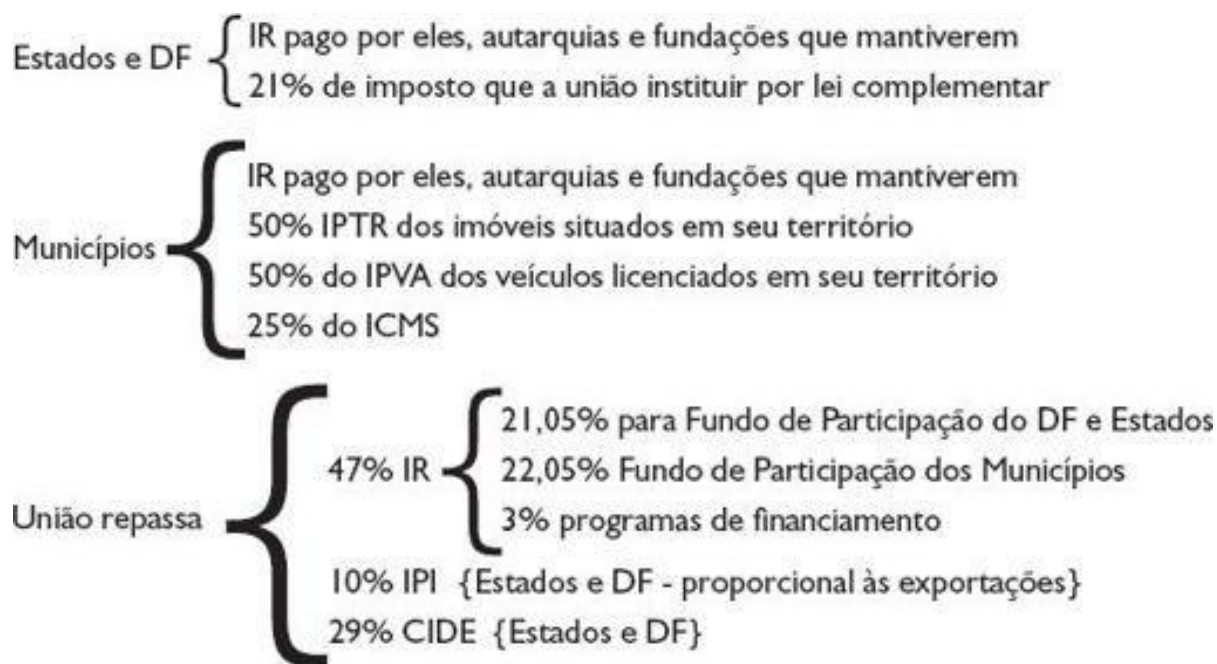 Estados e DF
IR pago por eles, autarquias e fundações que mantiverem
21% de imposto que a união instituir por lei complementar
Municípios
IR pago por eles, autarquias e fundações que mantiverem
50% IPTR dos imóveis situados em seu território
50% do IPVA dos veículos licenciados em seu território
25% do ICMS
União repassa
47% IR
21,05% para Fundo de Participação do DF e Estados
22,05% Fundo de Participação dos Municípios
3% programas de financiamento
10% IPI {Estados e DF - proporcional às exportações}
29% CIDE {Estados e DF}